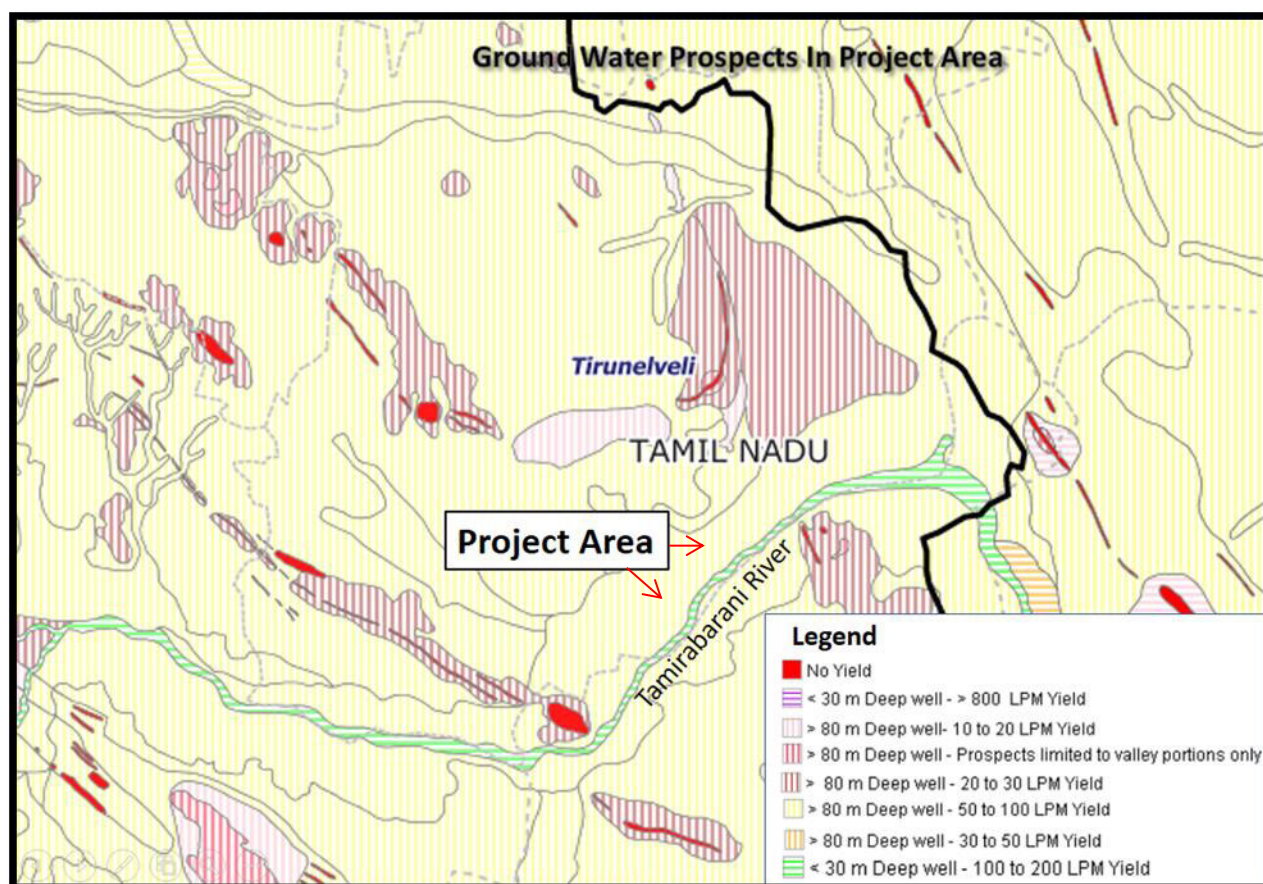 Ground Water Prospects In Project Area
Tirunelveli
TAMIL NADU
Project Area
Tamirabarani River
Legend
No Yield
< 30 m Deep well - > 800 LPM Yield
> 80 m Deep well- 10 to 20 LPM Yield
> 80 m Deep well - Prospects limited to valley portions only
> 80 m Deep well - 20 to 30 LPM Yield
> 80 m Deep well - 50 to 100 LPM Yield
> 80 m Deep well - 30 to 50 LPM Yield
< 30 m Deep well - 100 to 200 LPM Yield